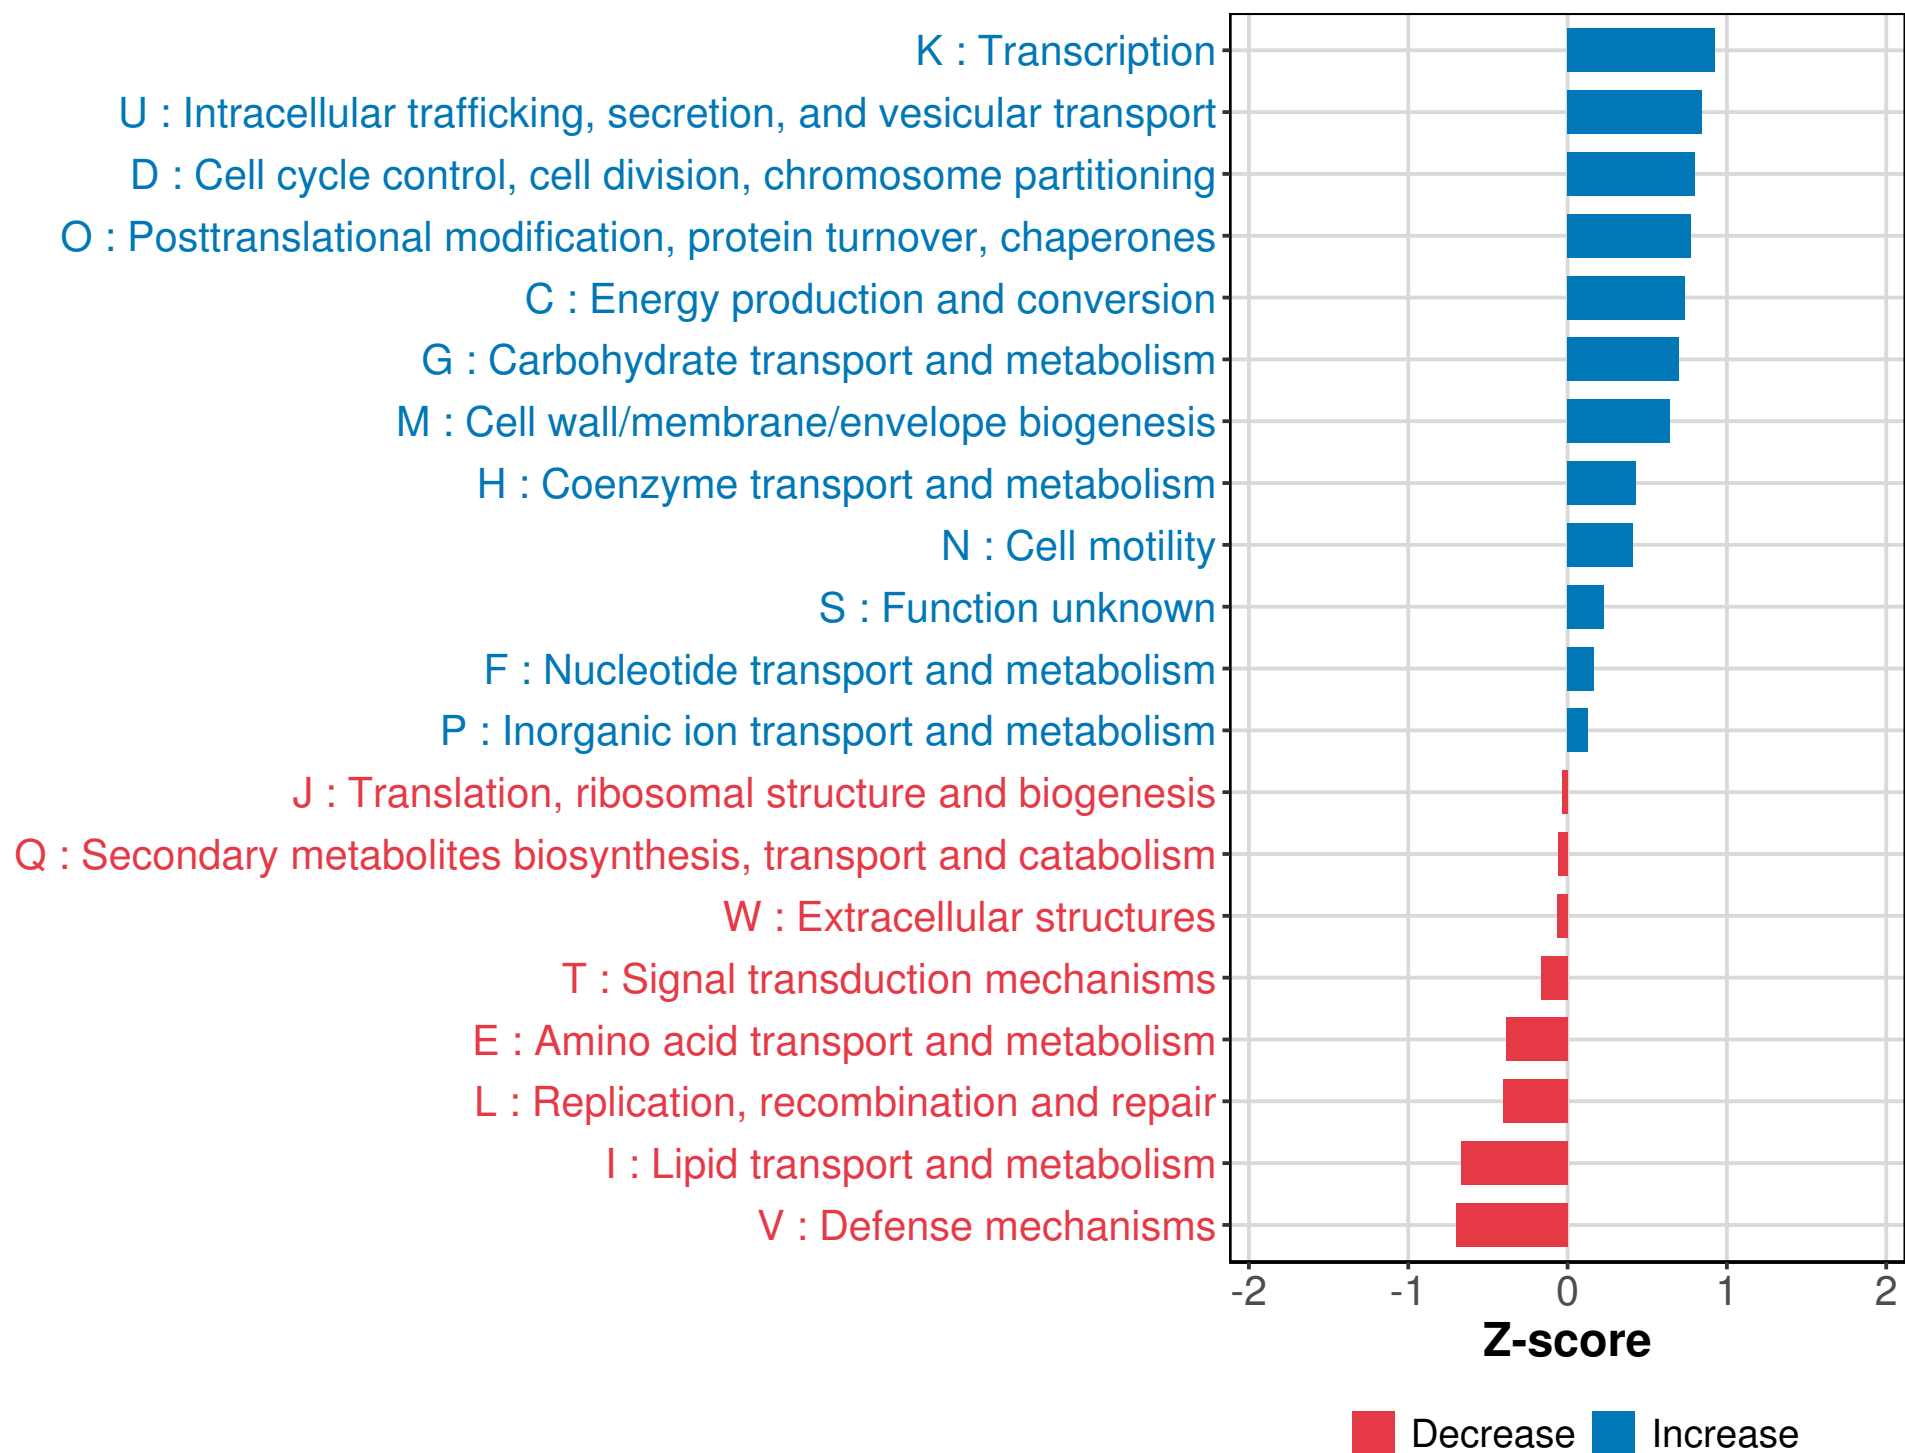 K : Transcription
U : Intracellular trafficking, secretion, and vesicular transport
D : Cell cycle control, cell division, chromosome partitioning
O : Posttranslational modification, protein turnover, chaperones
C : Energy production and conversion
G : Carbohydrate transport and metabolism
M : Cell wall/membrane/envelope biogenesis
H : Coenzyme transport and metabolism
N : Cell motility
S : Function unknown
F : Nucleotide transport and metabolism
P : Inorganic ion transport and metabolism
J : Translation, ribosomal structure and biogenesis
Q : Secondary metabolites biosynthesis, transport and catabolism
W : Extracellular structures
T : Signal transduction mechanisms
E : Amino acid transport and metabolism
L : Replication, recombination and repair
I : Lipid transport and metabolism
V : Defense mechanisms
-2 -1 0 1 2
Z-score
Decrease Increase